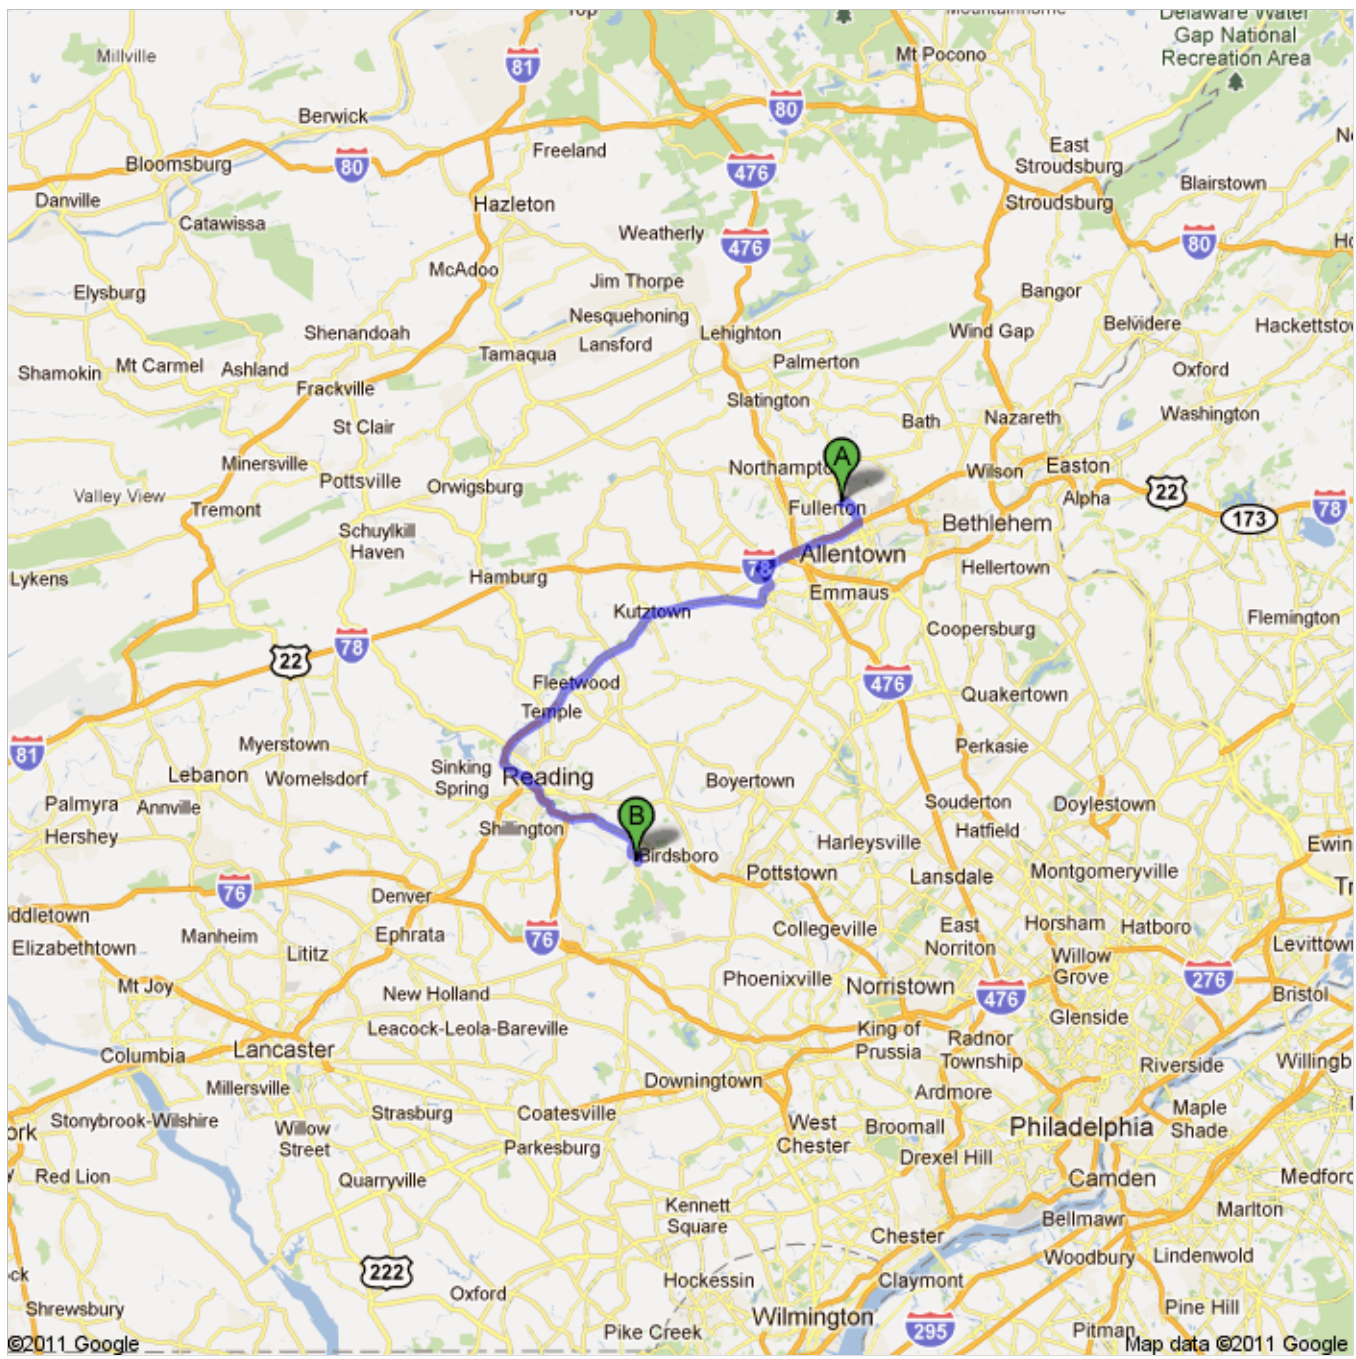 Delaware Water
Gap National
Recreation Area
Millville
81
Mt Pocono
80
Berwick
Freeland
East
Stroudsburg
Bloomsburg
80
476
Blairstown
Danville
Hazleton
Stroudsburg
Catawissa
Weatherly
476
80
McAdoo
Jim Thorpe
Elysburg
Bangor
Nesquehoning
Shenandoah
Lehighton
Wind Gap
Belvidere
Lansford
Tamaqua
Mt Carmel
Ashland
Palmerton
Shamokin
Oxford
Frackville
Slatington
Washington
St Clair
Bath
Nazareth
Minersville
Northampto
A
Wilson
Easton
Pottsville
Orwigsburg
Valley View
22
Alpha
Tremont
Fullerton
78
173
Bethlehem
Schuylkill
Haven
Allentown
Lykens
Hamburg
78
Hellertown
Emmaus
Kutztown
Flemington
Coopersburg
78
22
Fleetwood
476
Quakertown
Temple
Myerstown
Perkasie
81
Lebanon
Womelsdorf
Sinking
Spring
Reading
Boyertown
Palmyra
Annville
Souderton
Doylestown
Hershey
Shillington
B
Hatfield
Harleysville
Birdsboro
Ewin
Pottstown
Lansdale
Montgomeryville
76
Denver
iddletown
Manheim
Ephrata
76
Collegeville
East
Norriton
Horsham
Hatboro
Elizabethtown
Lititz
Levittow
Willow
Grove
Mt Joy
Phoenixville
Norristown
276
New Holland
476
Bristol
Leacock-Leola-Bareville
Glenside
King of
Prussia
Radnor
Township
Columbia
Lancaster
Riverside
Willingb
Millersville
Downingtown
Ardmore
Strasburg
Coatesville
Stonybrook-Wilshire
West
Chester
Broomall
Philadelphia
Maple
Shade
Willow
Street
Parkesburg
Drexel Hill
Red Lion
Quarryville
Camden
Medford
Kennett
Square
Bellmawr
Marlton
Chester
Woodbury
Lindenwold
222
Hockessin
Claymont
Oxford
Shrewsbury
Wilmington
Pine Hill
Pike Creek
295
Pitman
©2011 Google
Map data ©2011 Google